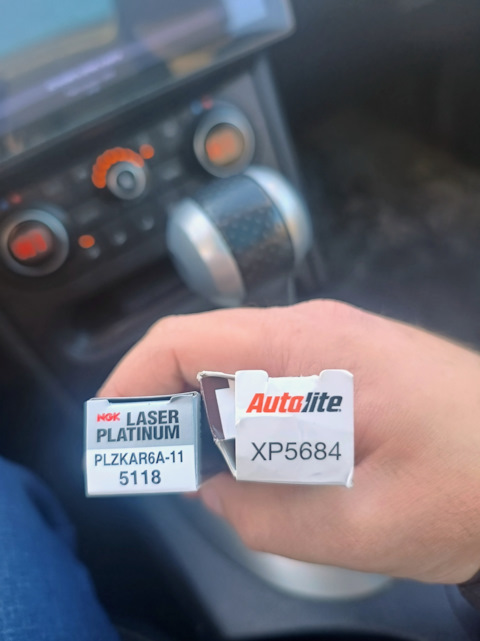 NGK LASER
PLATINUM
PLZKAR6A-11
5118
Autolite
XP5684